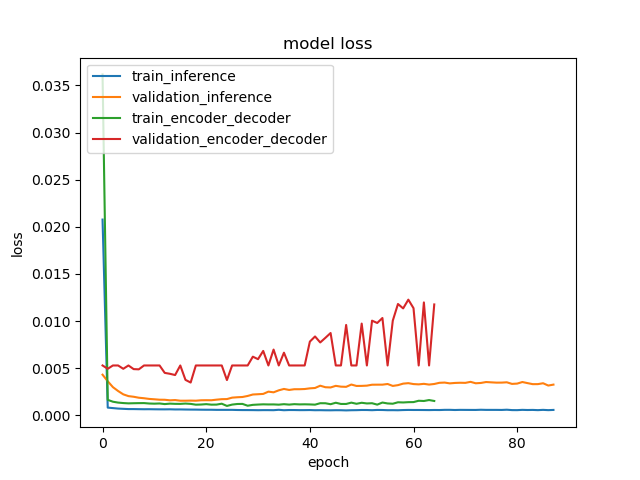 model loss
train_inference
validation_inference
train_encoder_decoder
validation_encoder_decoder
loss
0.035
0.030
0.025
0.020
0.015
0.010
0.005
0.000
0 20 40 60 80
epoch